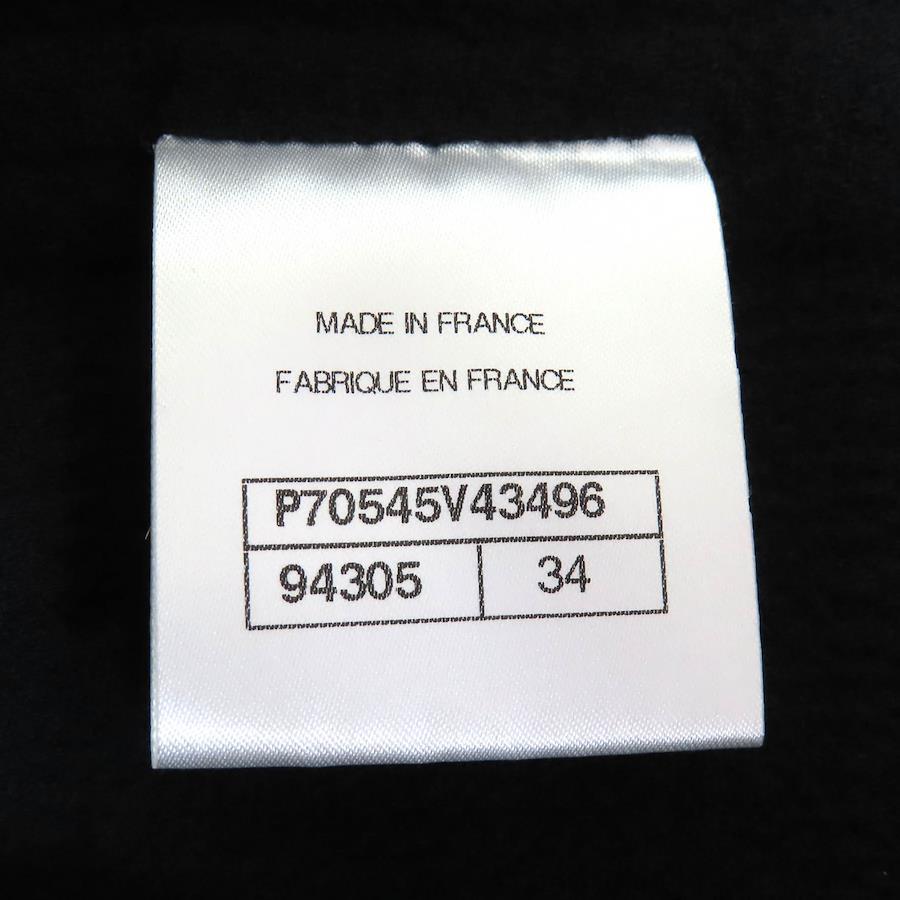 MADE IN FRANCE
FABRIQUE EN FRANCE
P70545V43496
94305 34